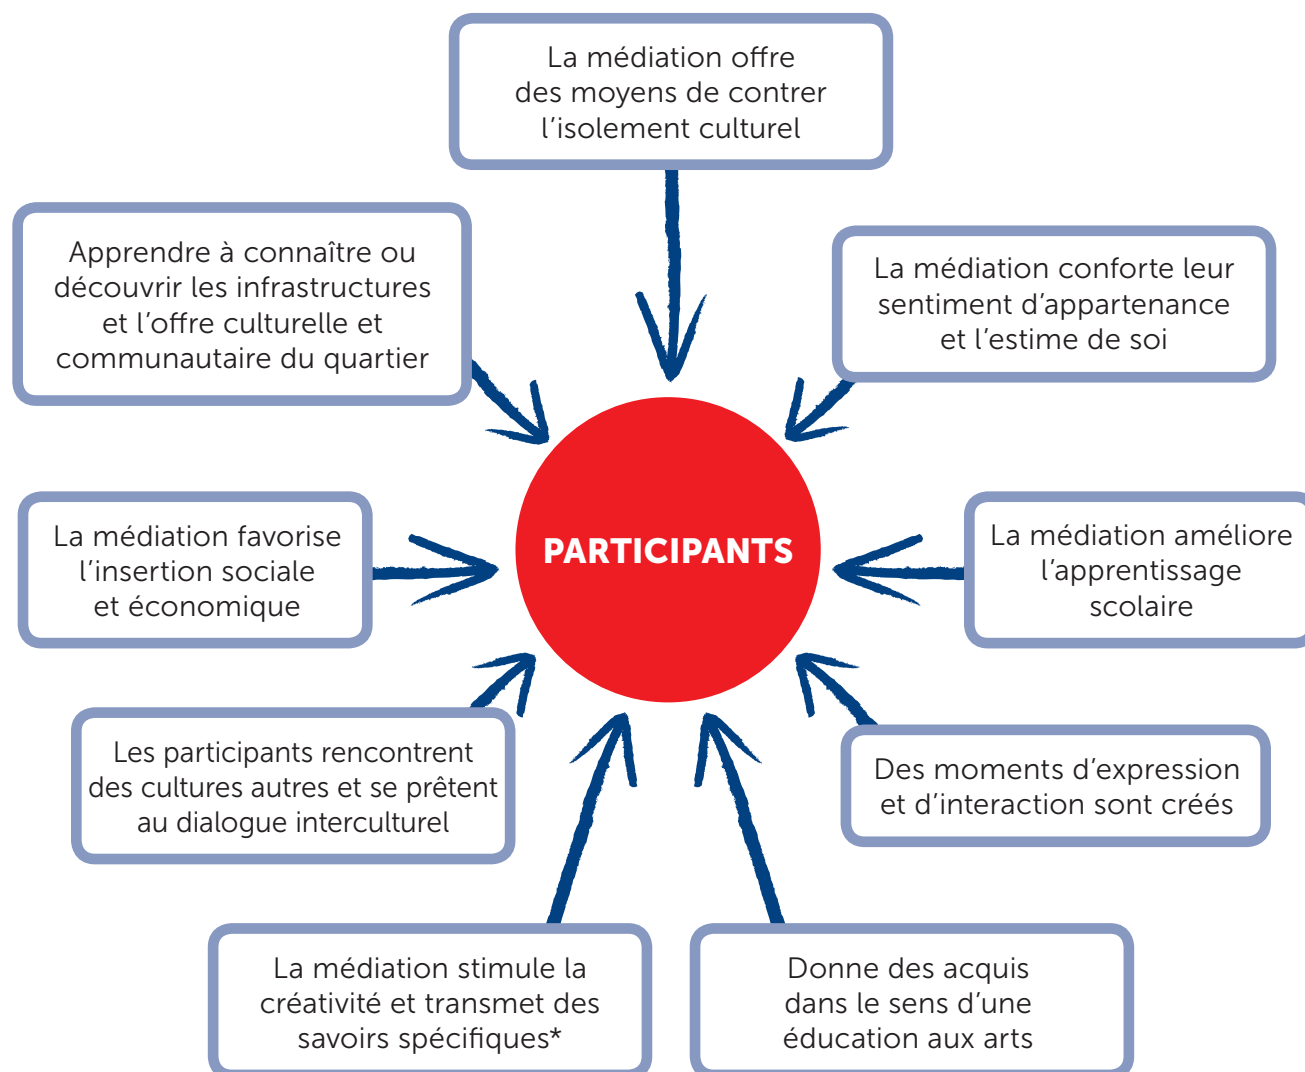 La médiation offre
des moyens de contrer
l’isolement culturel
Apprendre à connaître ou
découvrir les infrastructures
et l’offre culturelle et
communautaire du quartier
La médiation conforte leur
sentiment d’appartenance
et l’estime de soi
La médiation favorise
l’insertion sociale
et économique
PARTICIPANTS
La médiation améliore
l’apprentissage
scolaire
Les participants rencontrent
des cultures autres et se prêtent
au dialogue interculturel
Des moments d’expression
et d’interaction sont créés
La médiation stimule la
créativité et transmet des
savoirs spécifiques*
Donne des acquis
dans le sens d’une
éducation aux arts